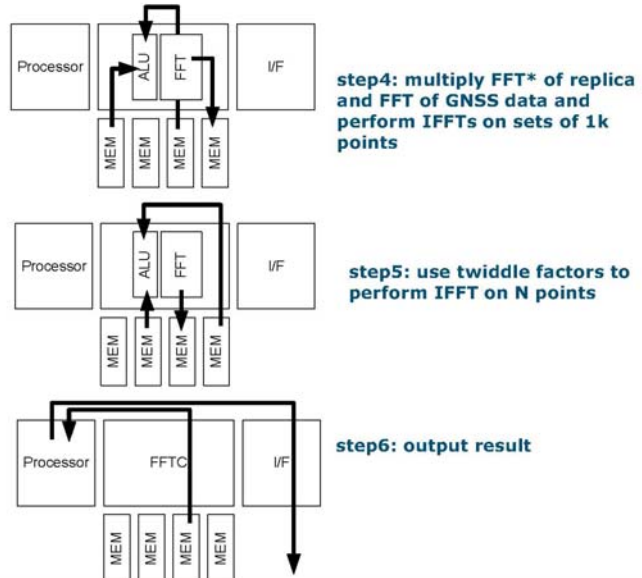 Processor
ALU
FFT
I/F
MEM
MEM
MEM
MEM
step4: multiply FFT* of replica
and FFT of GNSS data and
perform IFFTs on sets of 1k
points
Processor
ALU
FFT
I/F
MEM
MEM
MEM
MEM
step5: use twiddle factors to
perform IFFT on N points
Processor
FFTC
I/F
MEM
MEM
MEM
MEM
step6: output result